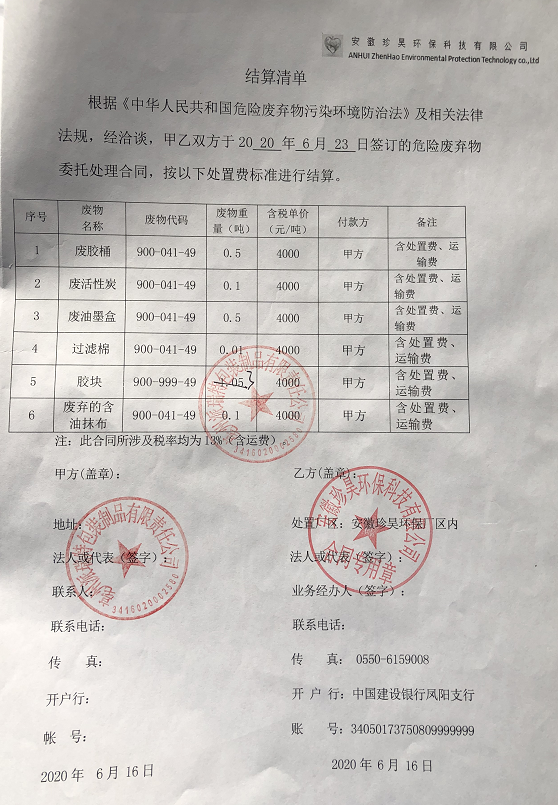 安徽珍昊环保科技有限公司
ANHUI ZhenHao Environmental Protection Technology co.,Ltd
结算清单
根据《中华人民共和国危险废弃物污染环境防治法》及相关法律
法规，经洽谈，甲乙双方于20 20 年 6 月 23 日签订的危险废弃物
委托处理合同，按以下处置费标准进行结算。
序号 废物名称 废物代码 废物重量（吨） 含税单价（元/吨） 付款方 备注
1 废胶桶 900-041-49 0.5 4000 甲方 含处置费、运输费
2 废活性炭 900-041-49 0.1 4000 甲方 含处置费、运输费
3 废油墨盒 900-041-49 0.5 4000 甲方 含处置费、运输费
4 过滤棉 900-041-49 0.01 4000 甲方 含处置费、运输费
5 胶块 900-999-49 4000 甲方 含处置费、运输费
6 废弃的含油抹布 900-041-49 0.1 4000 甲方 含处置费、运输费
注：此合同所涉及税率均为13%（含运费）。
甲方(盖章)： 乙方(盖章)：
地址： 处置厂区：安徽珍昊环保厂区内
法人或代表（签字）： 法人或代表（签字）：
联系人： 业务经办人（签字）：
联系电话： 联系电话：
传 真： 传 真： 0550-6159008
开户行： 开 户 行：中国建设银行凤阳支行
帐 号： 账 号：34050173750809999999
2020年 6月16日 2020年6月16日
包装制品有限责任公司
3416020002580
安徽珍昊环保科技有限公司
合同专用章